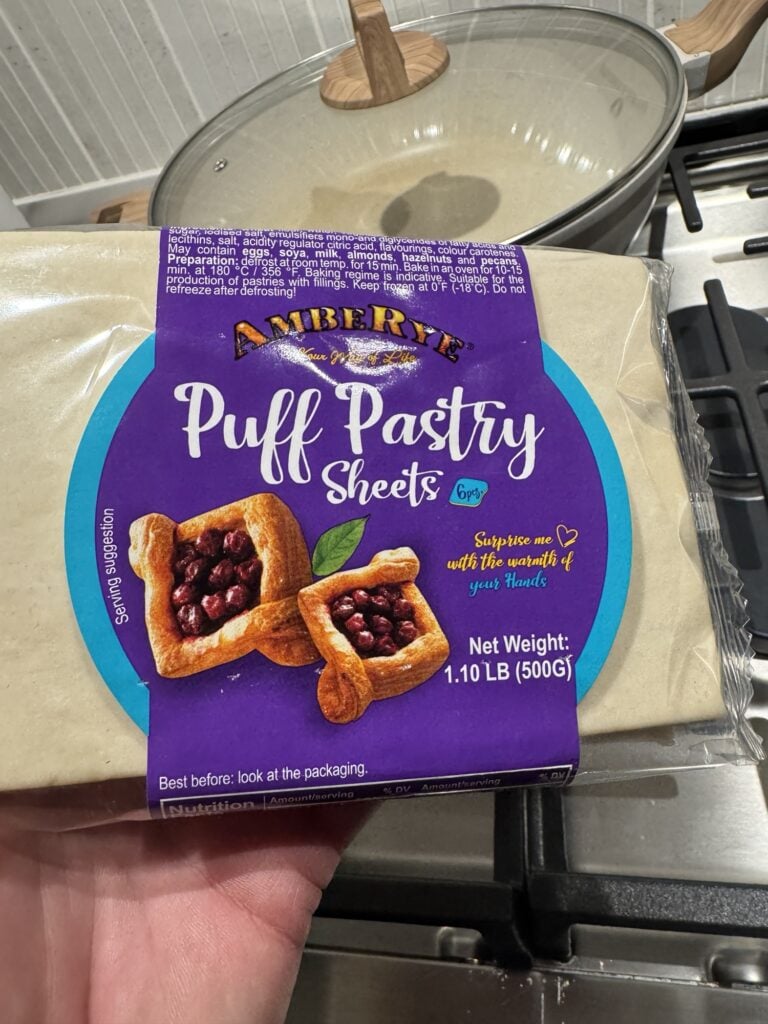 sugar, iodised salt, emulsifiers mono-and diglycerides of fatty acids and
lecithins, salt, acidity regulator citric acid, flavourings, colour carotenes.
May contain eggs, soya, milk, almonds, hazelnuts and pecans.
Preparation: defrost at room temp. for 15 min. Bake in an oven for 10-15
min. at 180 °C / 356 °F. Baking regime is indicative. Suitable for the
production of pastries with fillings. Keep frozen at 0˚F (-18˚C). Do not
refreeze after defrosting!
AMBERYE®
Your Way of Life
Puff Pastry
Sheets 6pcs.
Serving suggestion
Surprise me
with the warmth of
your Hands
Net Weight:
1.10 LB (500G)
Best before: look at the packaging.
Nutrition Amount/serving % DV Amount/serving % DV